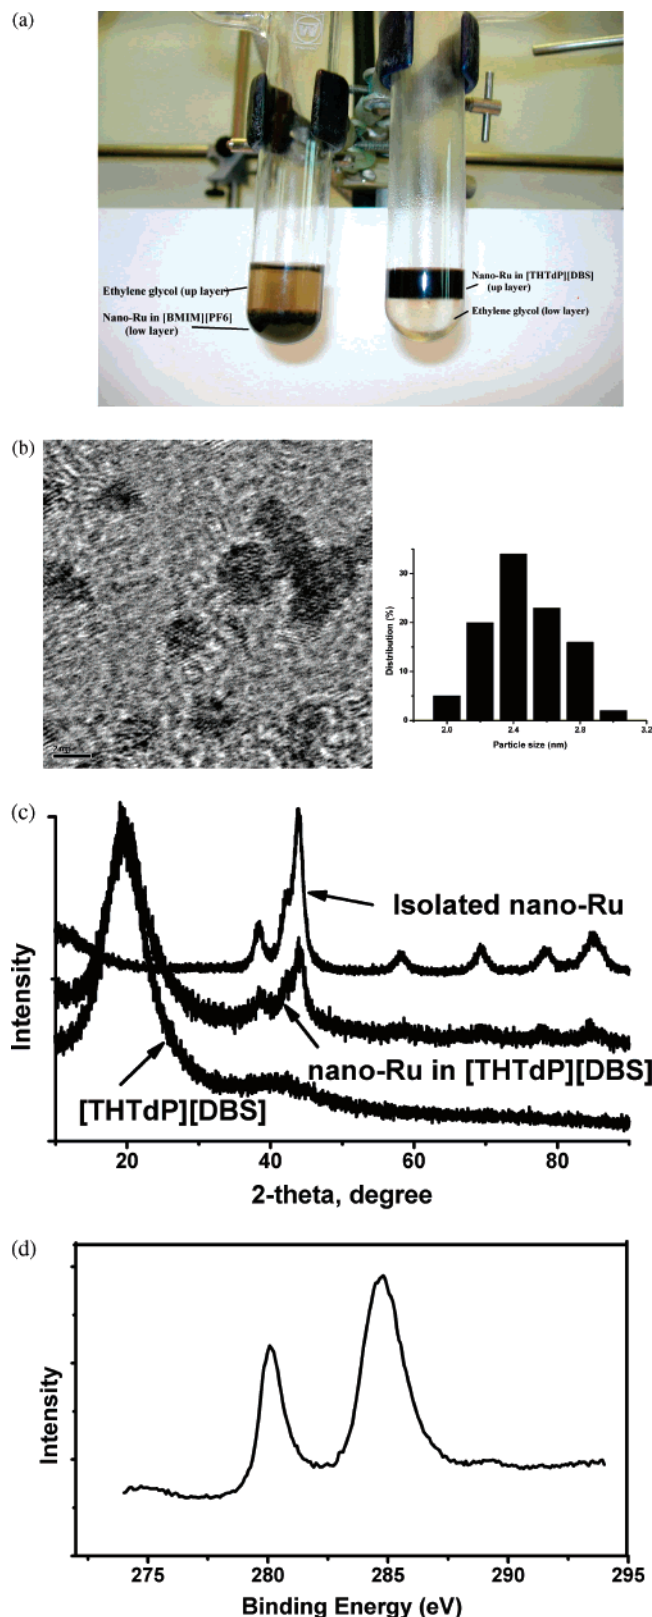 (a)
Ethylene glycol (up layer)
Nano-Ru in [BMIM][PF6]
(low layer)
Nano-Ru in [THTdP][DBS]
(up layer)
Ethylene glycol (low layer)
(b)
2 nm
Distribution (%)
30
20
10
0
2.0 2.4 2.8 3.2
Particle size (nm)
(c)
Intensity
Isolated nano-Ru
nano-Ru in [THTdP][DBS]
[THTdP][DBS]
20 40 60 80
2-theta, degree
(d)
Intensity
275 280 285 290 295
Binding Energy (eV)